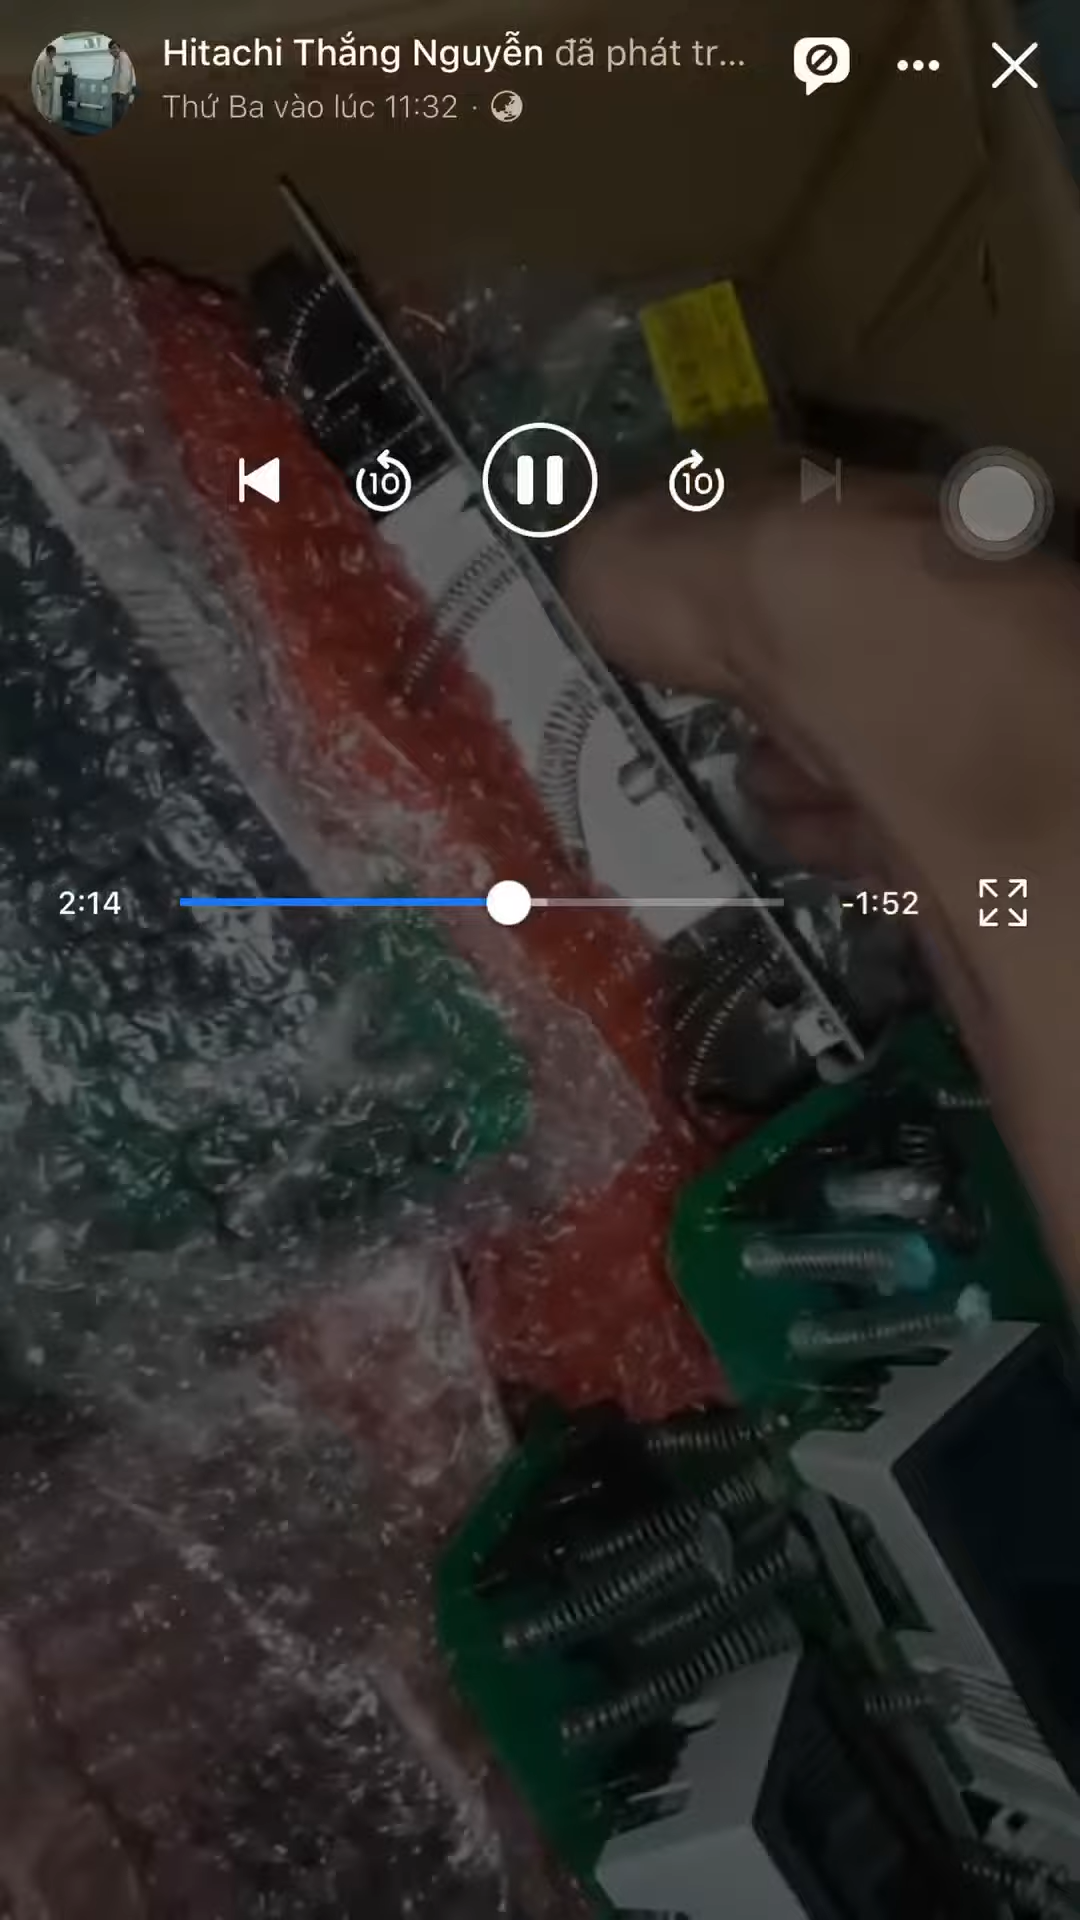 Hitachi Thắng Nguyễn đã phát tr...
Thứ Ba vào lúc 11:32 ·
10
10
2:14
-1:52